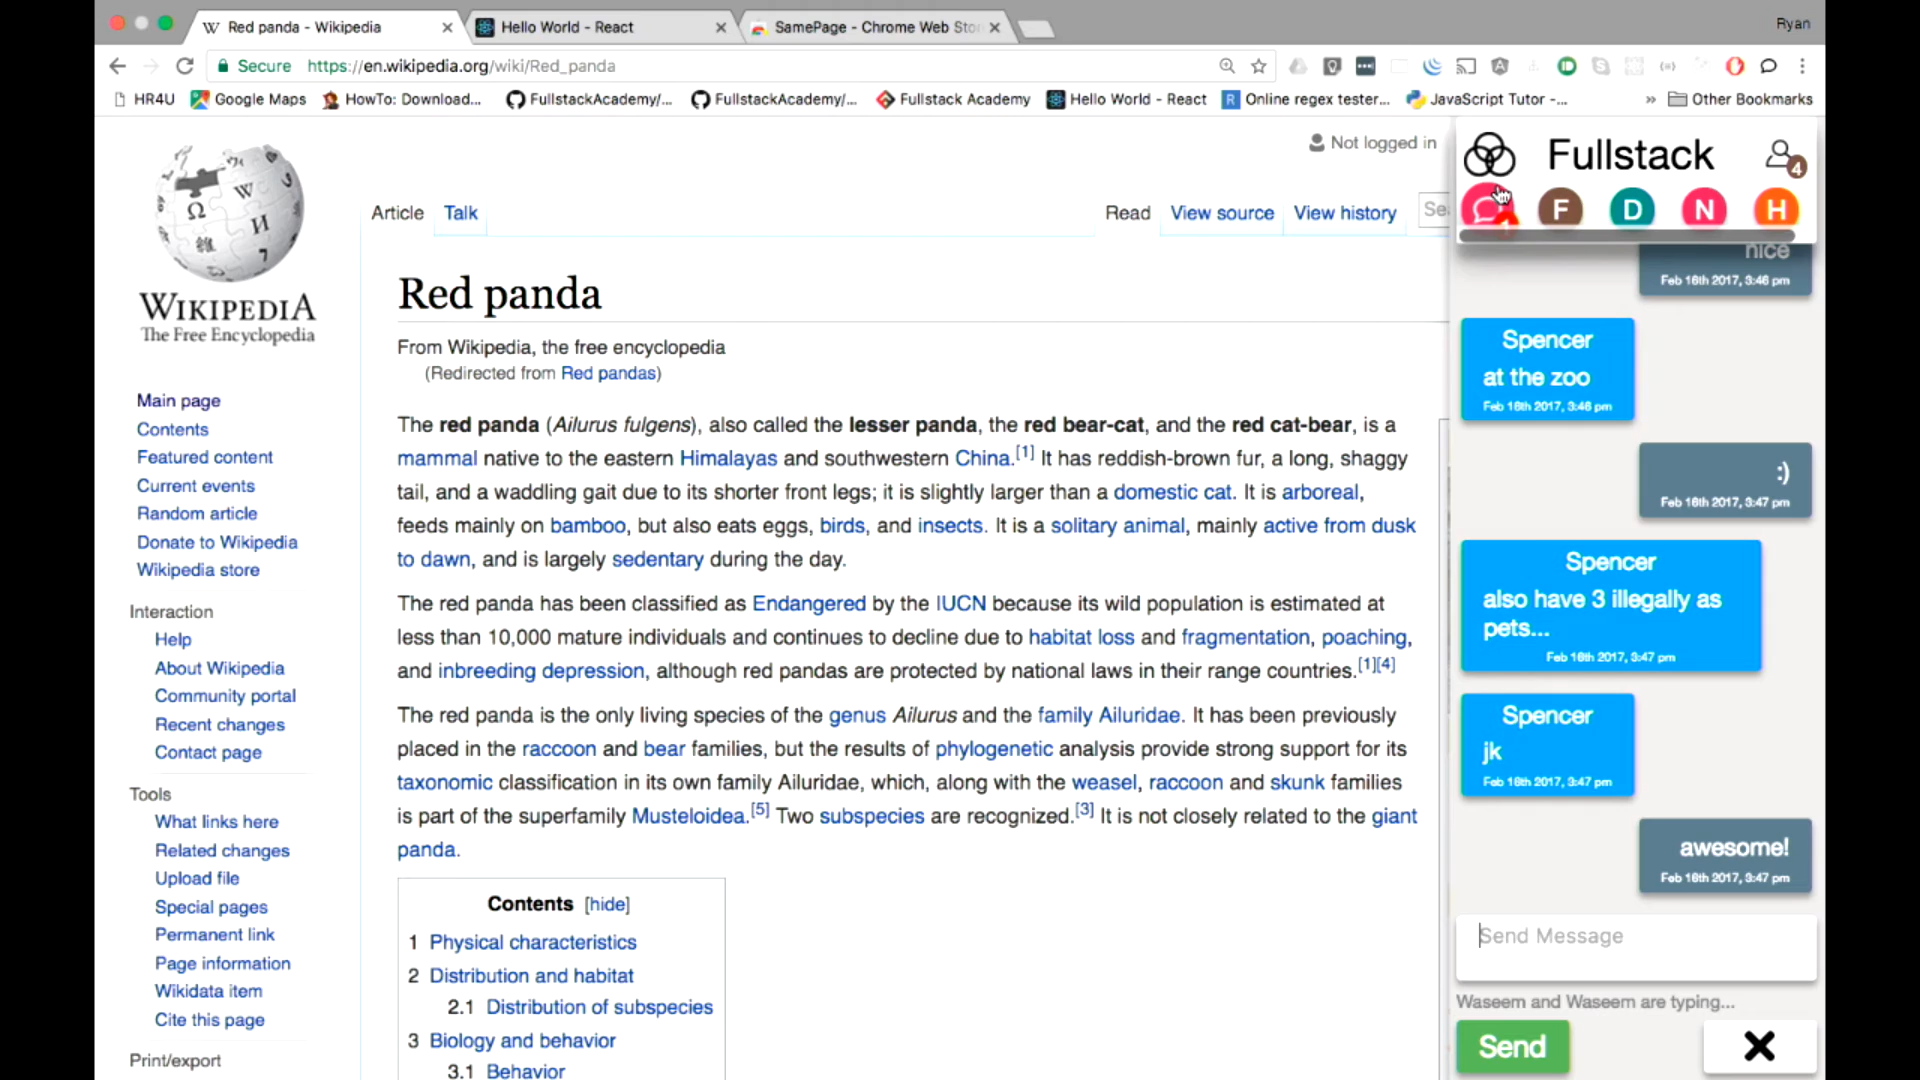 Red panda - Wikipedia
Hello World - React
SamePage - Chrome Web Sto
Ryan
Secure https://en.wikipedia.org/wiki/Red_panda
HR4U
Google Maps
HowTo: Download...
FullstackAcademy/...
FullstackAcademy/...
Fullstack Academy
Hello World - React
Online regex tester...
JavaScript Tutor -...
» Other Bookmarks
WIKIPEDIA
The Free Encyclopedia
Main page
Contents
Featured content
Current events
Random article
Donate to Wikipedia
Wikipedia store
Interaction
Help
About Wikipedia
Community portal
Recent changes
Contact page
Tools
What links here
Related changes
Upload file
Special pages
Permanent link
Page information
Wikidata item
Cite this page
Print/export
Not logged in
Article Talk
Read View source View history
Sea
Red panda
From Wikipedia, the free encyclopedia
(Redirected from Red pandas)
The red panda (Ailurus fulgens), also called the lesser panda, the red bear-cat, and the red cat-bear, is a
mammal native to the eastern Himalayas and southwestern China.[1] It has reddish-brown fur, a long, shaggy
tail, and a waddling gait due to its shorter front legs; it is slightly larger than a domestic cat. It is arboreal,
feeds mainly on bamboo, but also eats eggs, birds, and insects. It is a solitary animal, mainly active from dusk
to dawn, and is largely sedentary during the day.
The red panda has been classified as Endangered by the IUCN because its wild population is estimated at
less than 10,000 mature individuals and continues to decline due to habitat loss and fragmentation, poaching,
and inbreeding depression, although red pandas are protected by national laws in their range countries.[1][4]
The red panda is the only living species of the genus Ailurus and the family Ailuridae. It has been previously
placed in the raccoon and bear families, but the results of phylogenetic analysis provide strong support for its
taxonomic classification in its own family Ailuridae, which, along with the weasel, raccoon and skunk families
is part of the superfamily Musteloidea.[5] Two subspecies are recognized.[3] It is not closely related to the giant
panda.
Contents [hide]
1 Physical characteristics
2 Distribution and habitat
2.1 Distribution of subspecies
3 Biology and behavior
3.1 Behavior
Fullstack
4
F D N H
nice
Feb 16th 2017, 3:46 pm
Spencer
at the zoo
Feb 16th 2017, 3:46 pm
:)
Feb 16th 2017, 3:47 pm
Spencer
also have 3 illegally as
pets...
Feb 16th 2017, 3:47 pm
Spencer
jk
Feb 16th 2017, 3:47 pm
awesome!
Feb 16th 2017, 3:47 pm
Send Message
Waseem and Waseem are typing...
Send